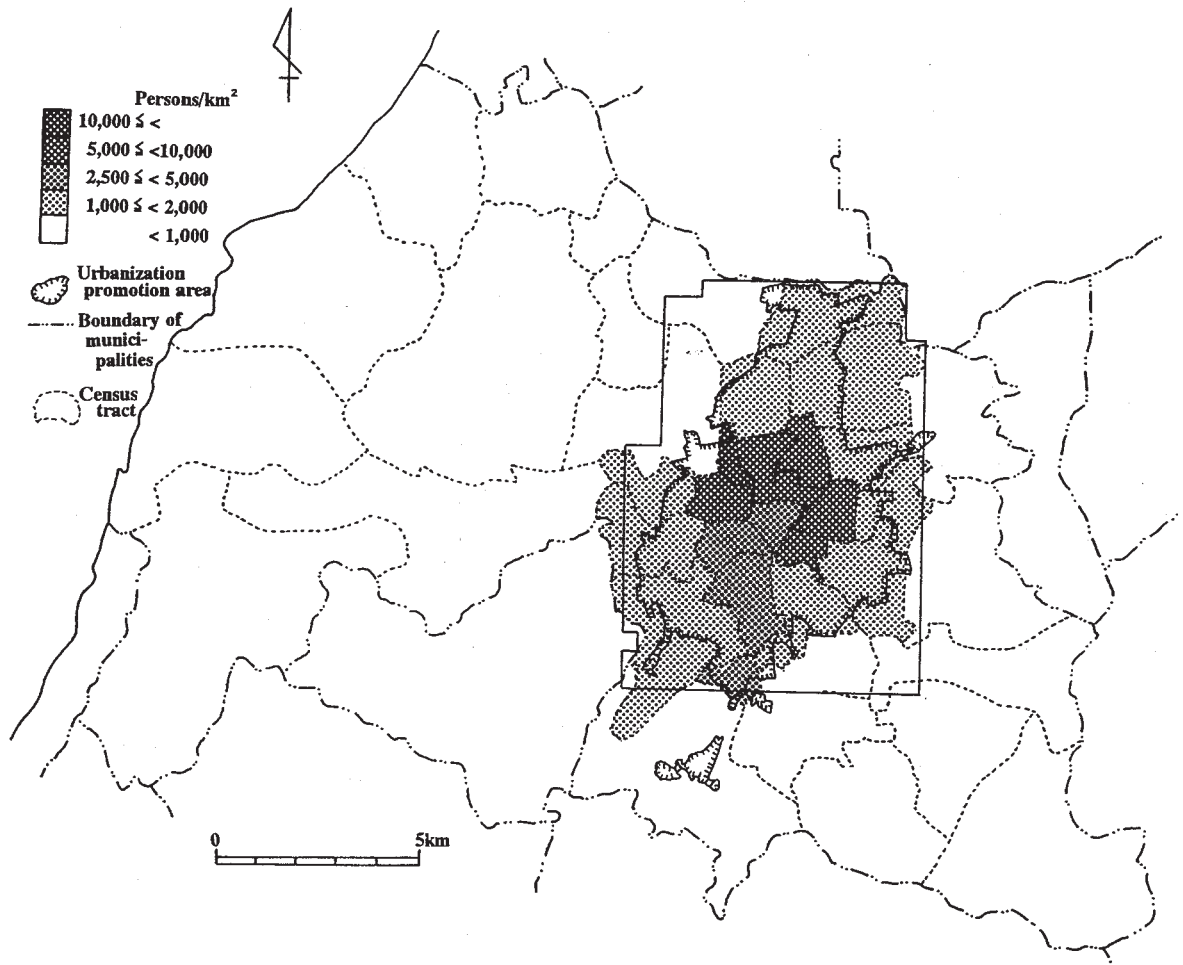 Persons/km²
10,000 ≦ <
5,000 ≦ <10,000
2,500 ≦ < 5,000
1,000 ≦ < 2,000
< 1,000
Urbanization
promotion area
Boundary of
munici-
palities
Census
tract
0 5km